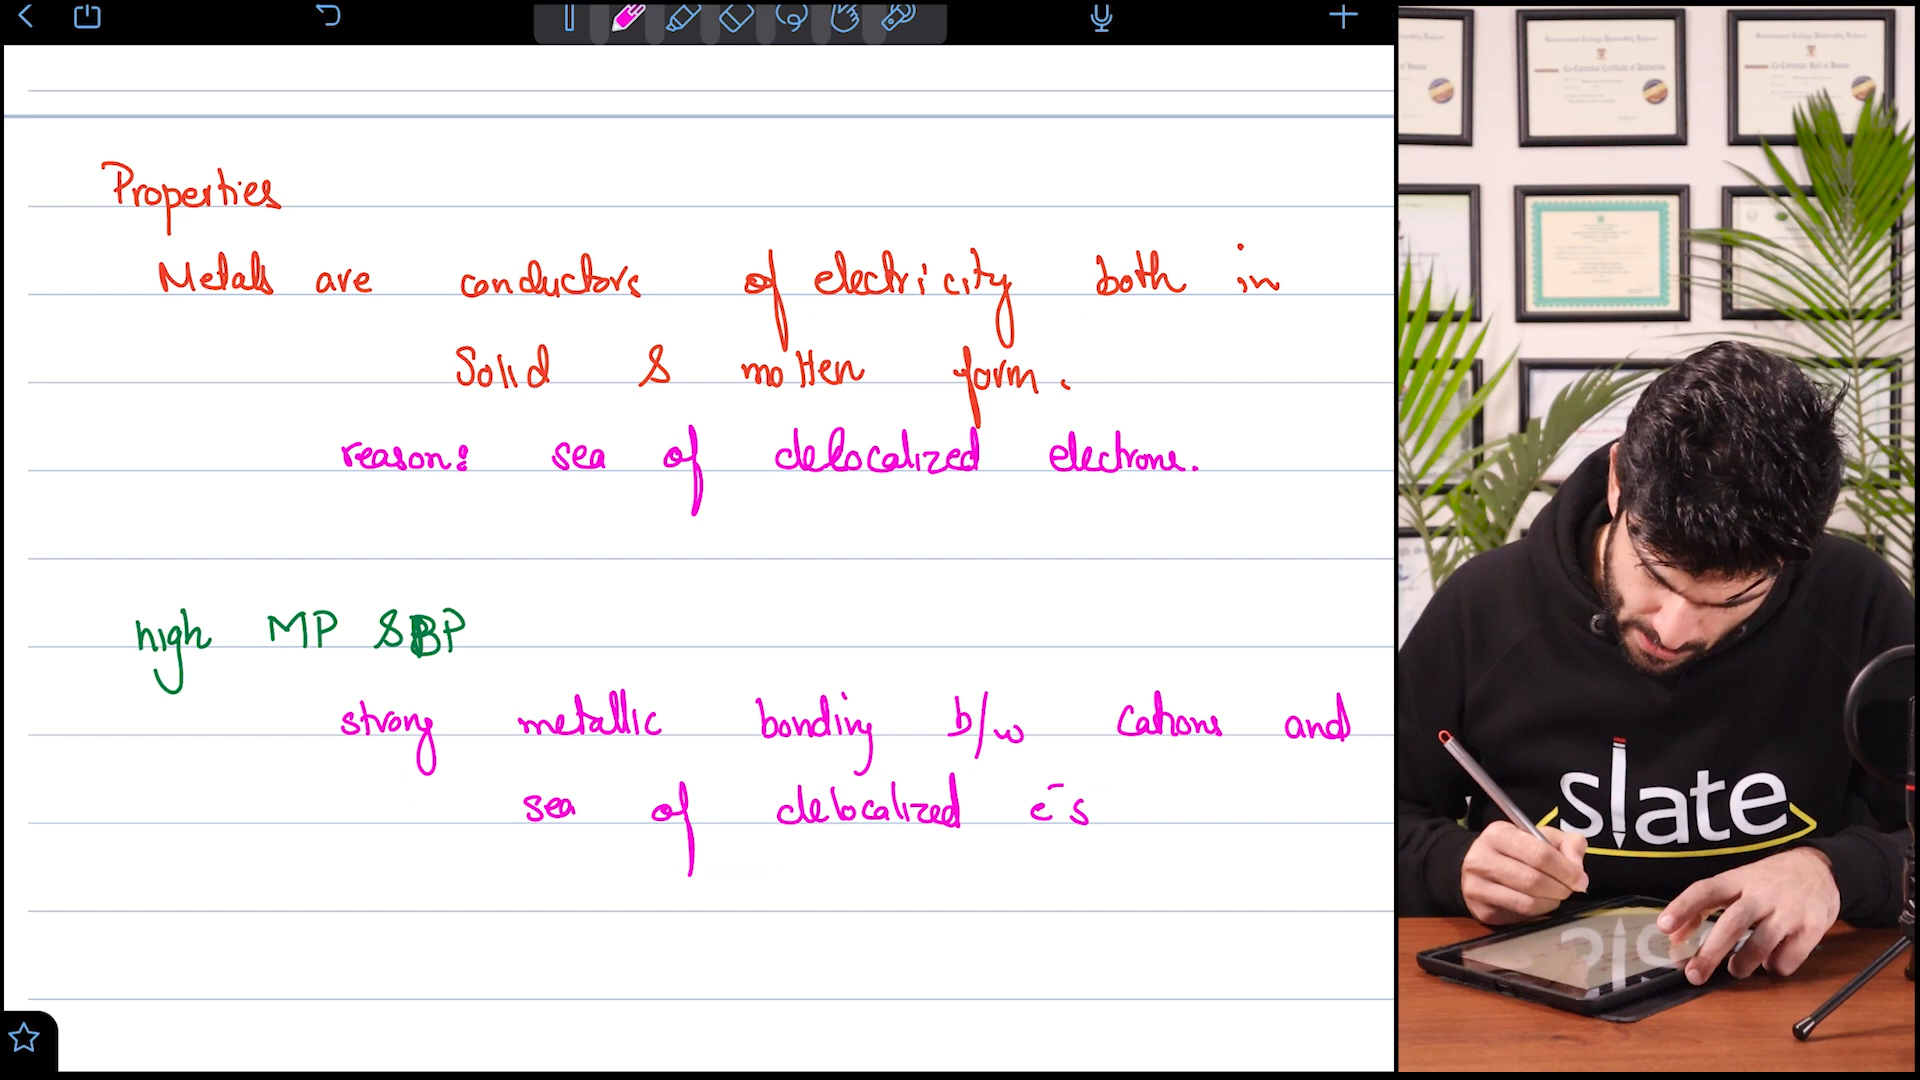 Properties
Metals are conductors of electricity both in
Solid & molten form.
reason: sea of delocalized electrons.
high MP & BP
strong metallic bonding b/w cations and
sea of delocalized e⁻s
slate